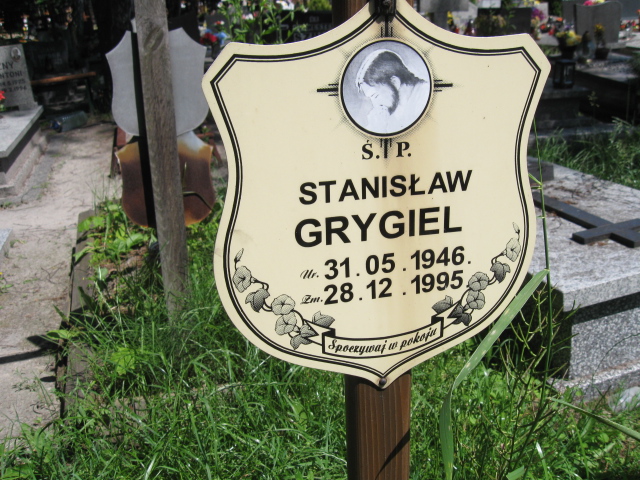 Ś. P.
STANISŁAW
GRYGIEL
Ur. 31.05.1946.
Zm. 28.12.1995.
Spoczywaj w pokoju